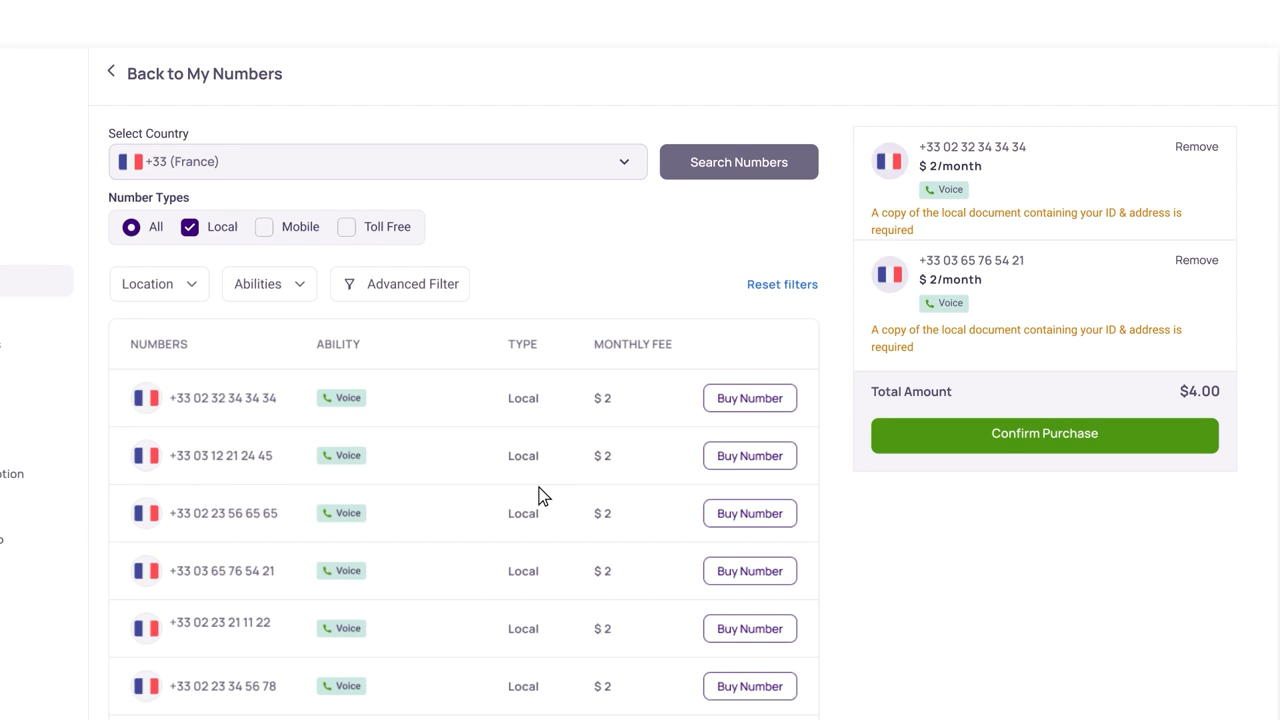 Back to My Numbers
Select Country
+33 (France)
Search Numbers
Number Types
All
Local
Mobile
Toll Free
Location
Abilities
Advanced Filter
Reset filters
NUMBERS ABILITY TYPE MONTHLY FEE
+33 02 32 34 34 34 Voice Local $ 2 Buy Number
+33 03 12 21 24 45 Voice Local $ 2 Buy Number
+33 02 23 56 65 65 Voice Local $ 2 Buy Number
+33 03 65 76 54 21 Voice Local $ 2 Buy Number
+33 02 23 21 11 22 Voice Local $ 2 Buy Number
+33 02 23 34 56 78 Voice Local $ 2 Buy Number
+33 02 32 34 34 34 Remove
$ 2/month
Voice
A copy of the local document containing your ID & address is
required
+33 03 65 76 54 21 Remove
$ 2/month
Voice
A copy of the local document containing your ID & address is
required
Total Amount $4.00
Confirm Purchase